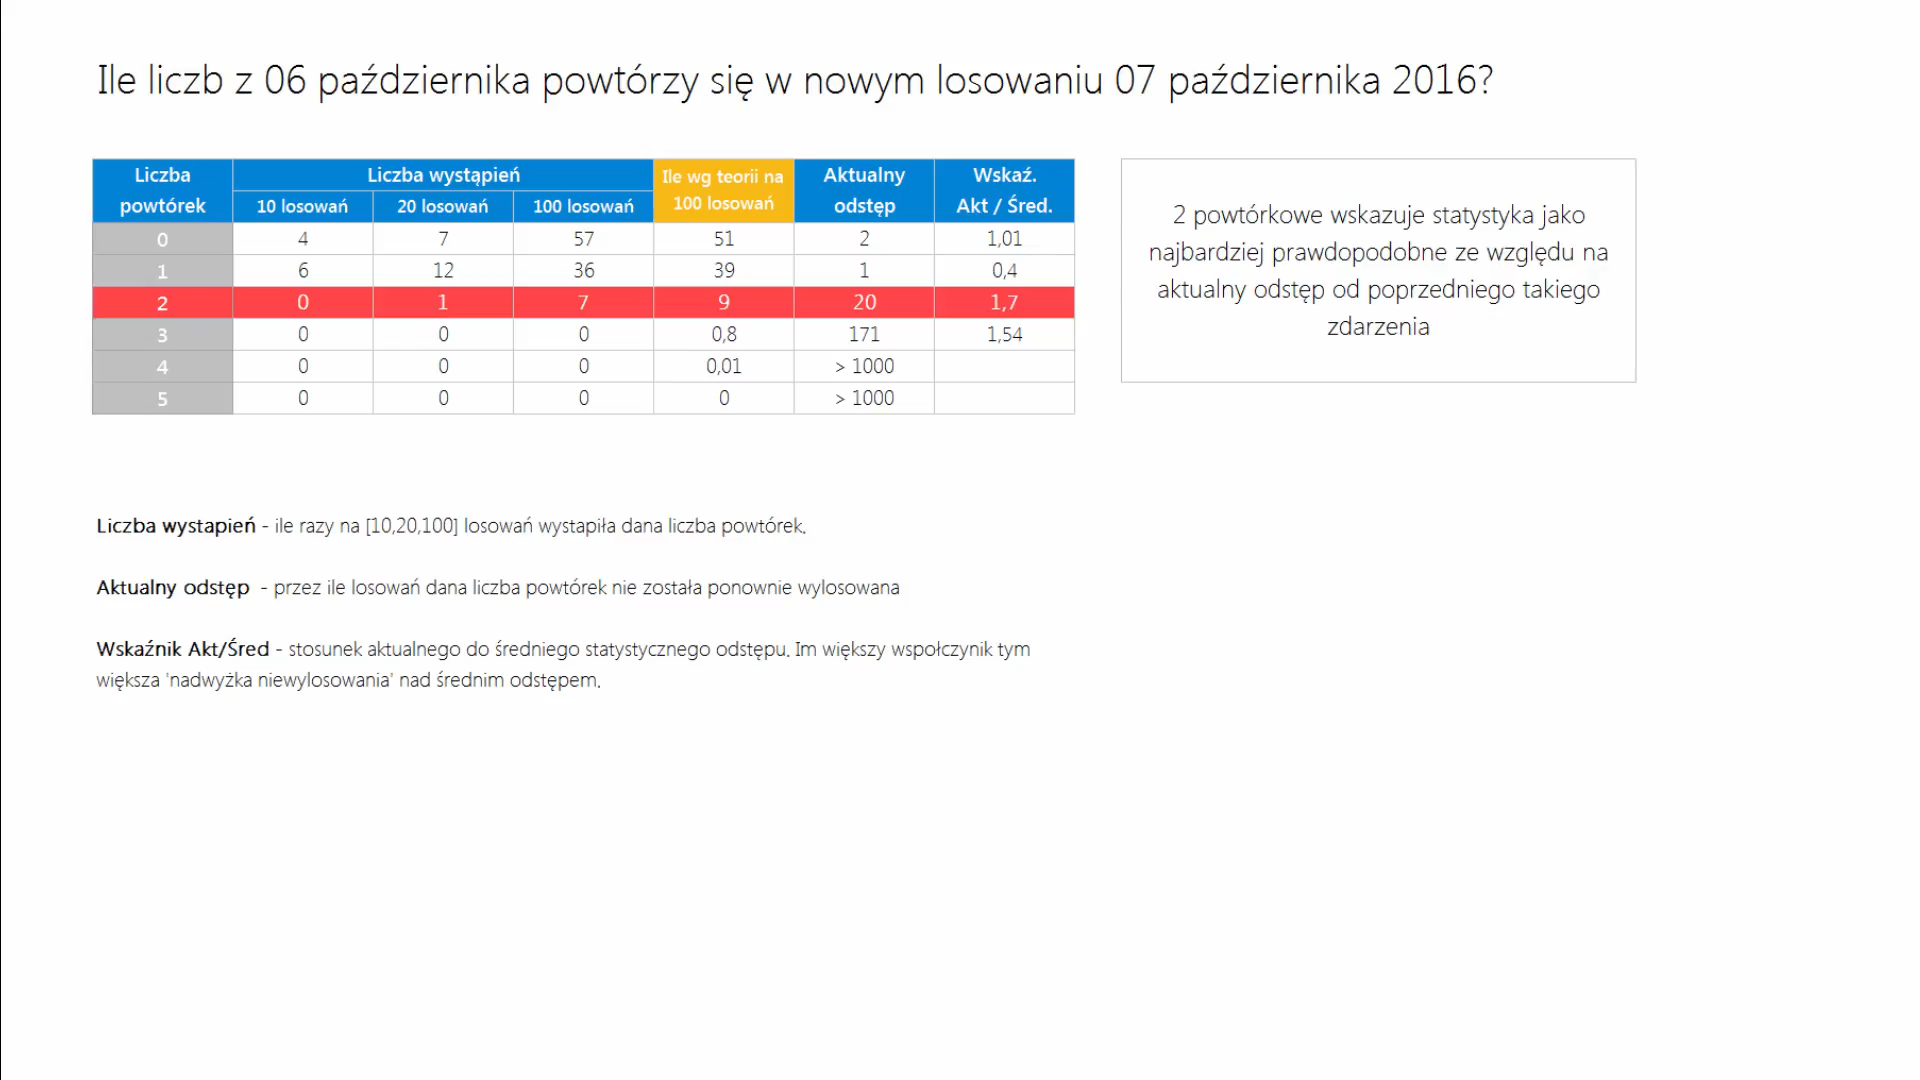 Ile liczb z 06 października powtórzy się w nowym losowaniu 07 października 2016?
Liczba powtórek Liczba wystąpień Ile wg teorii na 100 losowań Aktualny odstęp Wskaź. Akt / Śred.
10 losowań 20 losowań 100 losowań
0 4 7 57 51 2 1,01
1 6 12 36 39 1 0,4
2 0 1 7 9 20 1,7
3 0 0 0 0,8 171 1,54
4 0 0 0 0,01 > 1000
5 0 0 0 0 > 1000
2 powtórkowe wskazuje statystyka jako
najbardziej prawdopodobne ze względu na
aktualny odstęp od poprzedniego takiego
zdarzenia
Liczba wystapień - ile razy na [10,20,100] losowań wystapiła dana liczba powtórek.
Aktualny odstęp - przez ile losowań dana liczba powtórek nie została ponownie wylosowana
Wskaźnik Akt/Śred - stosunek aktualnego do średniego statystycznego odstępu. Im większy wspołczynik tym
większa 'nadwyżka niewylosowania' nad średnim odstępem.